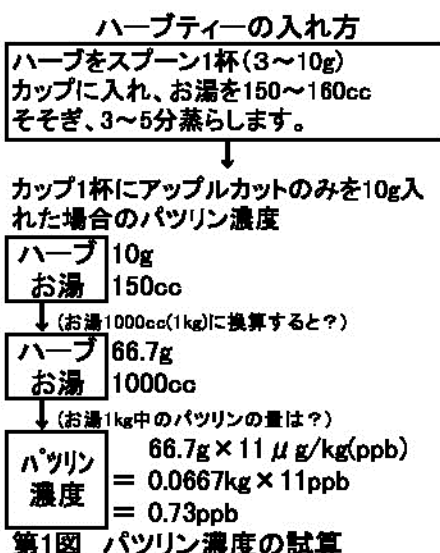 ハーブティーの入れ方
ハーブをスプーン1杯(3～10g)
カップに入れ、お湯を150～160cc
そそぎ、3～5分蒸らします。
カップ1杯にアップルカットのみを10g入
れた場合のパツリン濃度
ハーブ 10g
お湯 150cc
(お湯1000cc(1kg)に換算すると?)
ハーブ 66.7g
お湯 1000cc
(お湯1kg中のパツリンの量は?)
パツリン
濃度
66.7g×11μg/kg(ppb)
= 0.0667kg×11ppb
= 0.73ppb
第1図 パツリン濃度の試算